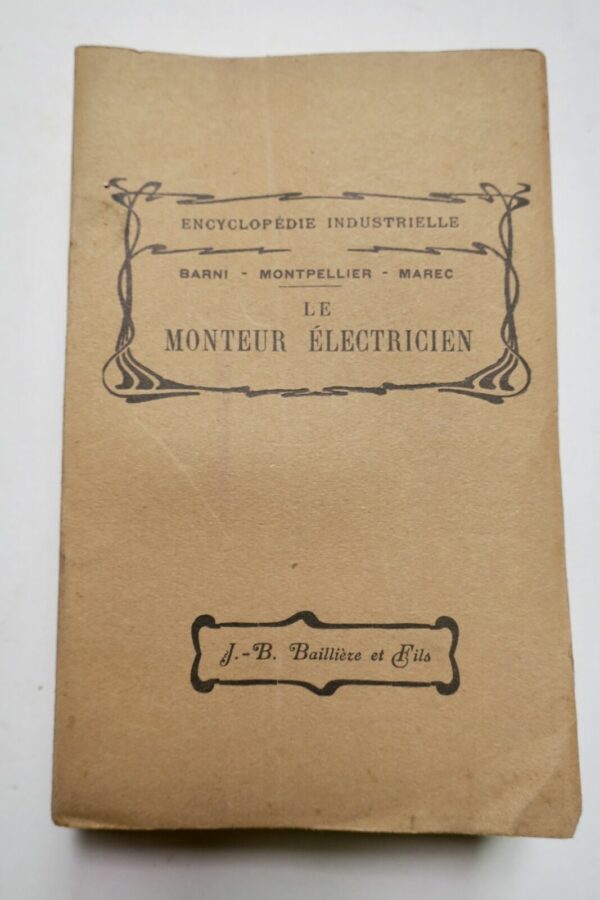 ENCYCLOPÉDIE INDUSTRIELLE
BARNI - MONTPELLIER - MAREC
LE
MONTEUR ÉLECTRICIEN
J.-B. Baillière et Fils